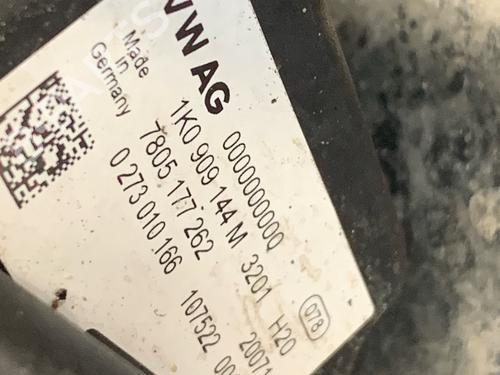 VW AG
Made
in
Germany
0000000000
1K0 909 144 M 3201 H20 078
7805 177 262
0 273 010 166 107522